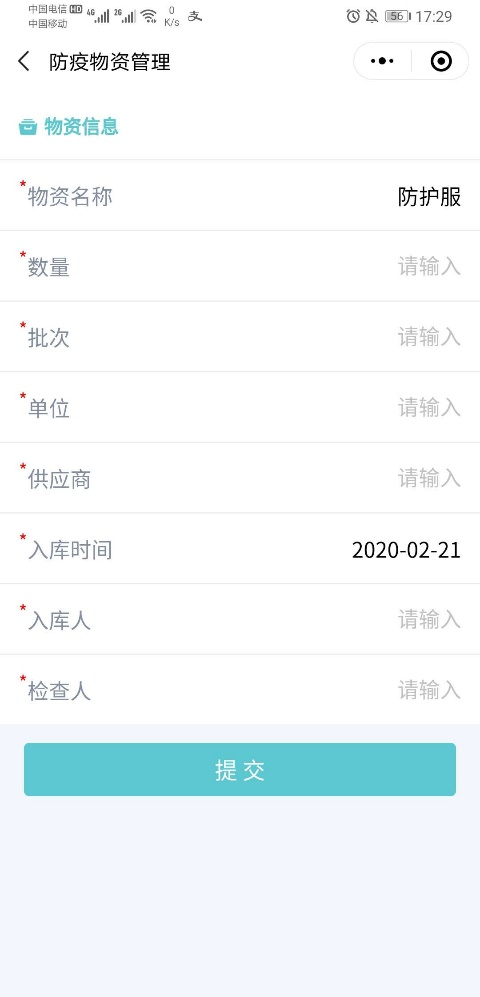 中国电信 HD 4G 2G 0 K/s 支 56 17:29
中国移动
防疫物资管理
物资信息
*物资名称 防护服
*数量 请输入
*批次 请输入
*单位 请输入
*供应商 请输入
*入库时间 2020-02-21
*入库人 请输入
*检查人 请输入
提交